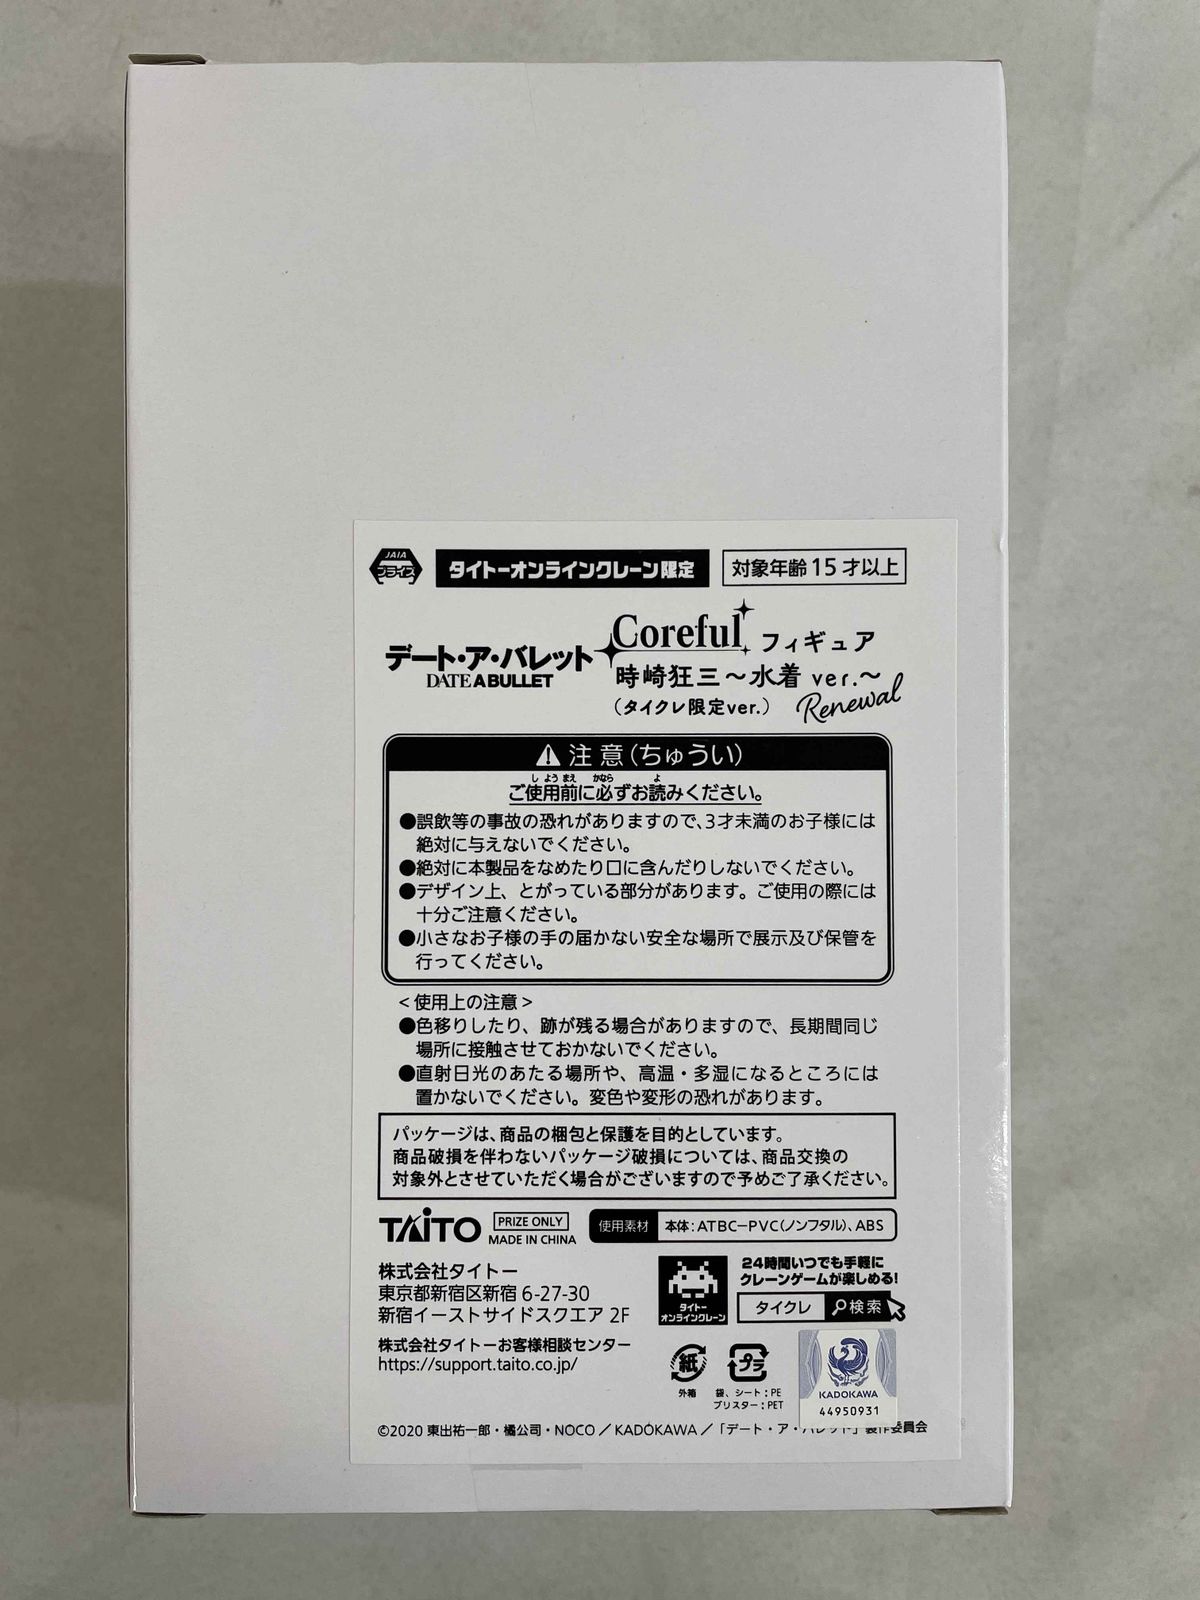 JAIA
プライズ
タイトーオンラインクレーン限定
対象年齢15才以上
デート・ア・バレット
DATE A BULLET
Coreful フィギュア
時崎狂三〜水着 ver.〜
(タイクレ限定ver.)
Renewal
注意(ちゅうい)
しようまえ かなら よ
ご使用前に必ずお読みください。
●誤飲等の事故の恐れがありますので、3才未満のお子様には
絶対に与えないでください。
●絶対に本製品をなめたり口に含んだりしないでください。
●デザイン上、とがっている部分があります。ご使用の際には
十分ご注意ください。
●小さなお子様の手の届かない安全な場所で展示及び保管を
行ってください。
<使用上の注意>
●色移りしたり、跡が残る場合がありますので、長期間同じ
場所に接触させておかないでください。
●直射日光のあたる場所や、高温・多湿になるところには
置かないでください。変色や変形の恐れがあります。
パッケージは、商品の梱包と保護を目的としています。
商品破損を伴わないパッケージ破損については、商品交換の
対象外とさせていただく場合がございますので予めご了承ください。
TAITO
PRIZE ONLY
MADE IN CHINA
使用素材 本体:ATBC−PVC(ノンフタル)、ABS
株式会社タイトー
東京都新宿区新宿 6-27-30
新宿イーストサイドスクエア 2F
株式会社タイトーお客様相談センター
https://support.taito.co.jp/
タイトー
オンラインクレーン
24時間いつでも手軽に
クレーンゲームが楽しめる!
タイクレ 検索
紙
外箱
プラ
袋、シート:PE
ブリスター:PET
KADOKAWA
44950931
©2020 東出祐一郎・橘公司・NOCO／KADOKAWA／「デート・ア・バレット」製作委員会